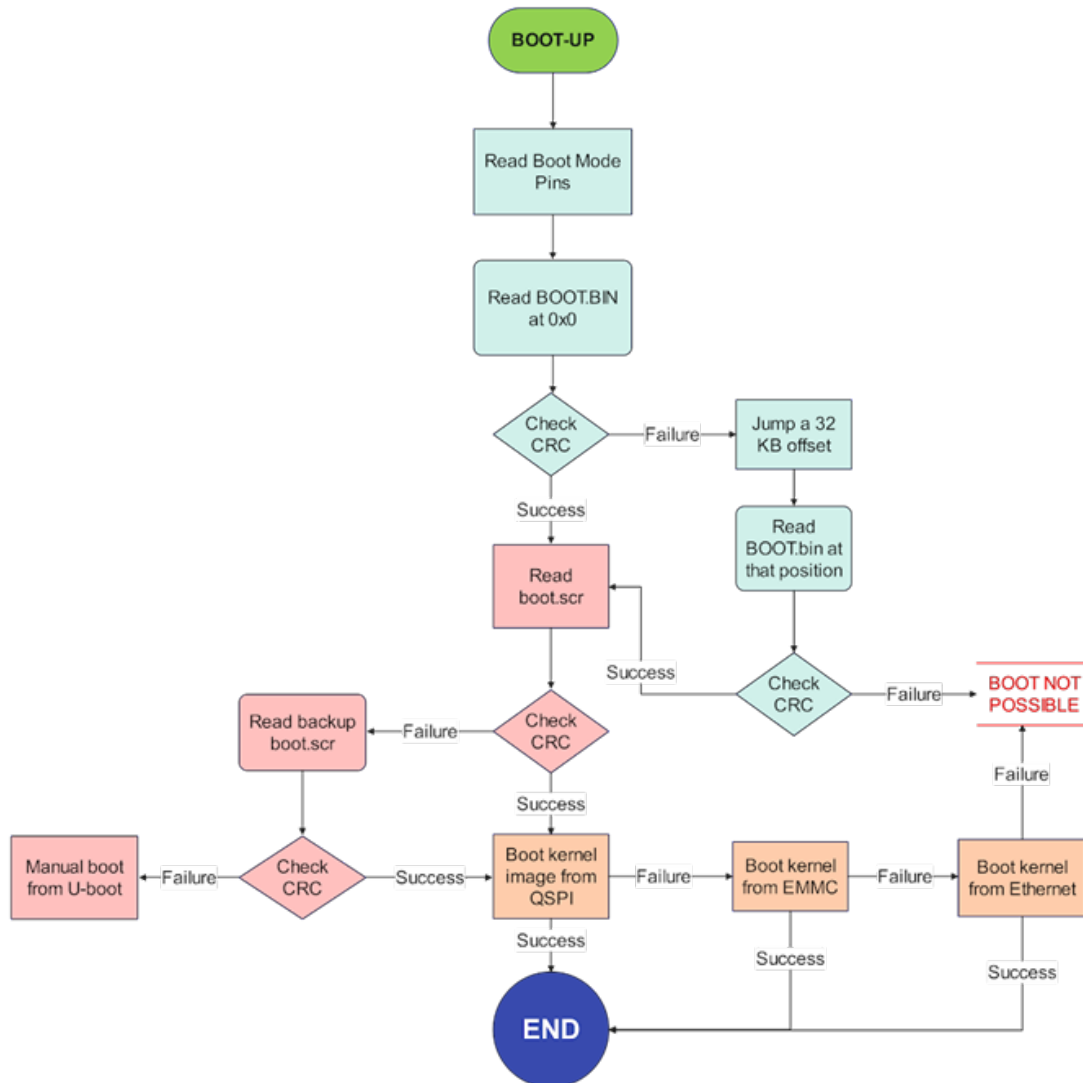 BOOT-UP
Read Boot Mode
Pins
Read BOOT.BIN
at 0x0
Check
CRC
Failure
Jump a 32
KB offset
Success
Read
BOOT.bin at
that position
Read
boot.scr
Success
Check
CRC
Failure
BOOT NOT
POSSIBLE
Read backup
boot.scr
Failure
Check
CRC
Success
Failure
Manual boot
from U-boot
Failure
Check
CRC
Success
Boot kernel
image from
QSPI
Failure
Boot kernel
from EMMC
Failure
Boot kernel
from Ethernet
Success
Success
Success
END